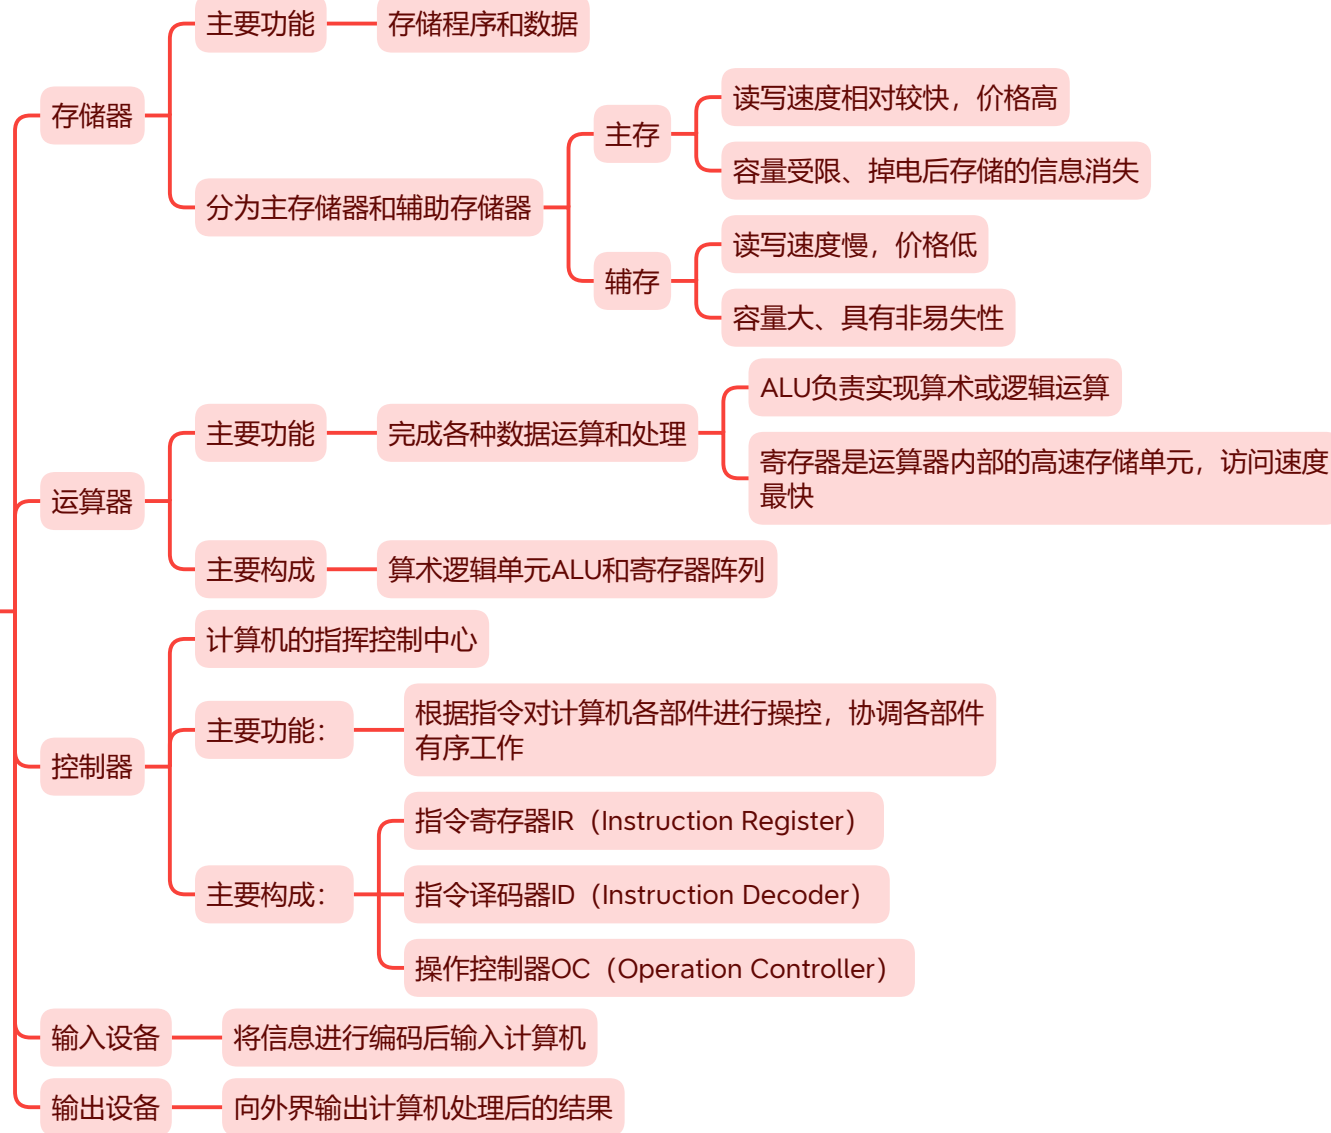 主要功能
存储程序和数据
存储器
分为主存储器和辅助存储器
主存
读写速度相对较快，价格高
容量受限、掉电后存储的信息消失
辅存
读写速度慢，价格低
容量大、具有非易失性
运算器
主要功能
完成各种数据运算和处理
ALU负责实现算术或逻辑运算
寄存器是运算器内部的高速存储单元，访问速度
最快
主要构成
算术逻辑单元ALU和寄存器阵列
控制器
计算机的指挥控制中心
主要功能：
根据指令对计算机各部件进行操控，协调各部件
有序工作
主要构成：
指令寄存器IR（Instruction Register）
指令译码器ID（Instruction Decoder）
操作控制器OC（Operation Controller）
输入设备
将信息进行编码后输入计算机
输出设备
向外界输出计算机处理后的结果